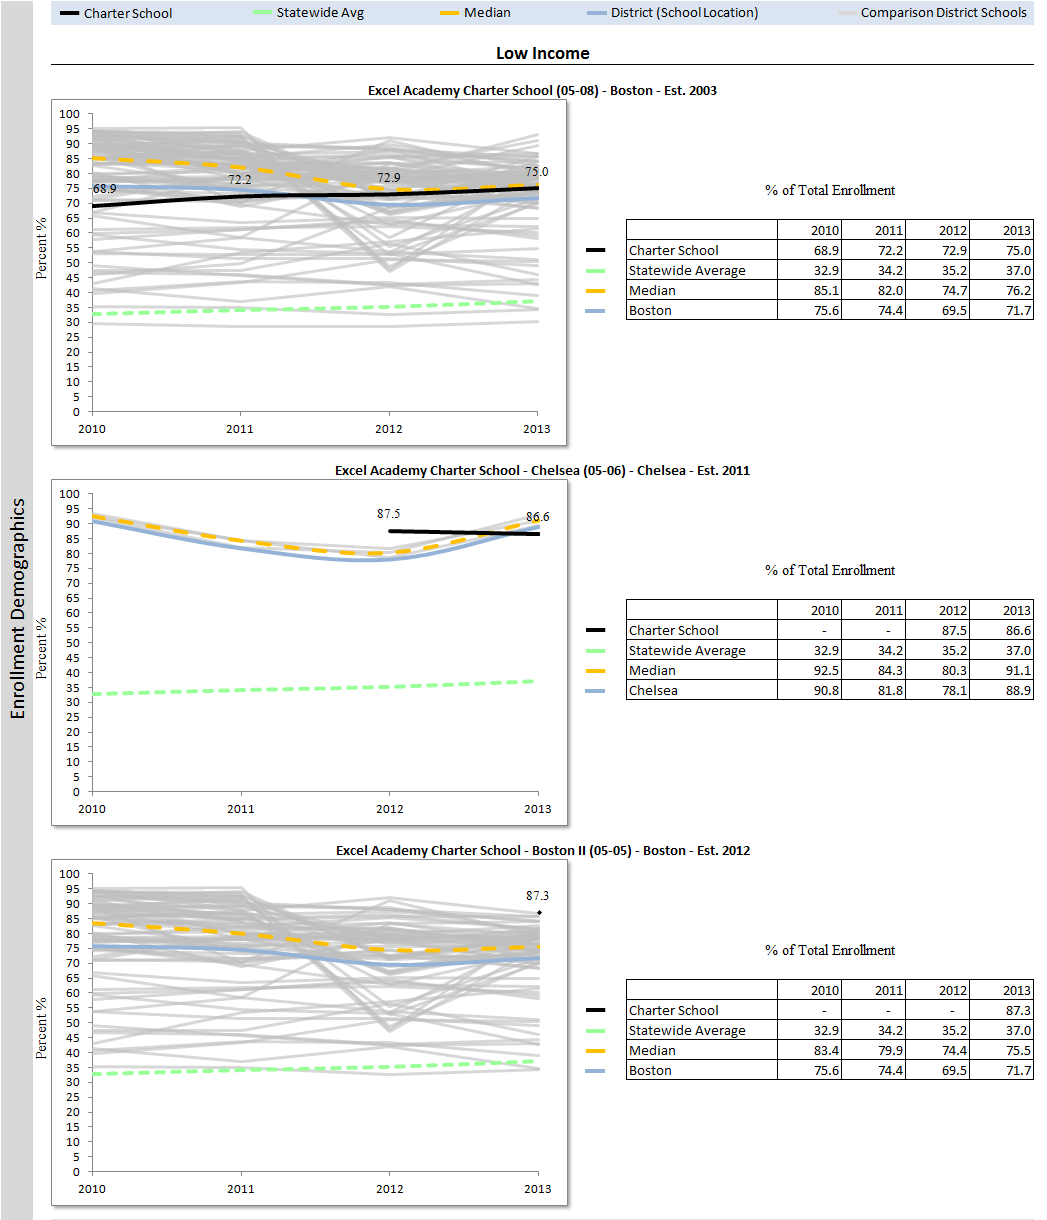 Charter School Statewide Avg Median District (School Location) Comparison District Schools
Low Income
Enrollment Demographics
Excel Academy Charter School (05-08) - Boston - Est. 2003
Percent %
100
95
90
85
80
75
70
65
60
55
50
45
40
35
30
25
20
15
10
5
0
68.9 72.2 72.9 75.0
2010 2011 2012 2013
% of Total Enrollment
2010 2011 2012 2013
Charter School 68.9 72.2 72.9 75.0
Statewide Average 32.9 34.2 35.2 37.0
Median 85.1 82.0 74.7 76.2
Boston 75.6 74.4 69.5 71.7
Excel Academy Charter School - Chelsea (05-06) - Chelsea - Est. 2011
Percent %
100
95
90
85
80
75
70
65
60
55
50
45
40
35
30
25
20
15
10
5
0
87.5 86.6
2010 2011 2012 2013
% of Total Enrollment
2010 2011 2012 2013
Charter School - - 87.5 86.6
Statewide Average 32.9 34.2 35.2 37.0
Median 92.5 84.3 80.3 91.1
Chelsea 90.8 81.8 78.1 88.9
Excel Academy Charter School - Boston II (05-05) - Boston - Est. 2012
Percent %
100
95
90
85
80
75
70
65
60
55
50
45
40
35
30
25
20
15
10
5
0
87.3
2010 2011 2012 2013
% of Total Enrollment
2010 2011 2012 2013
Charter School - - - 87.3
Statewide Average 32.9 34.2 35.2 37.0
Median 83.4 79.9 74.4 75.5
Boston 75.6 74.4 69.5 71.7